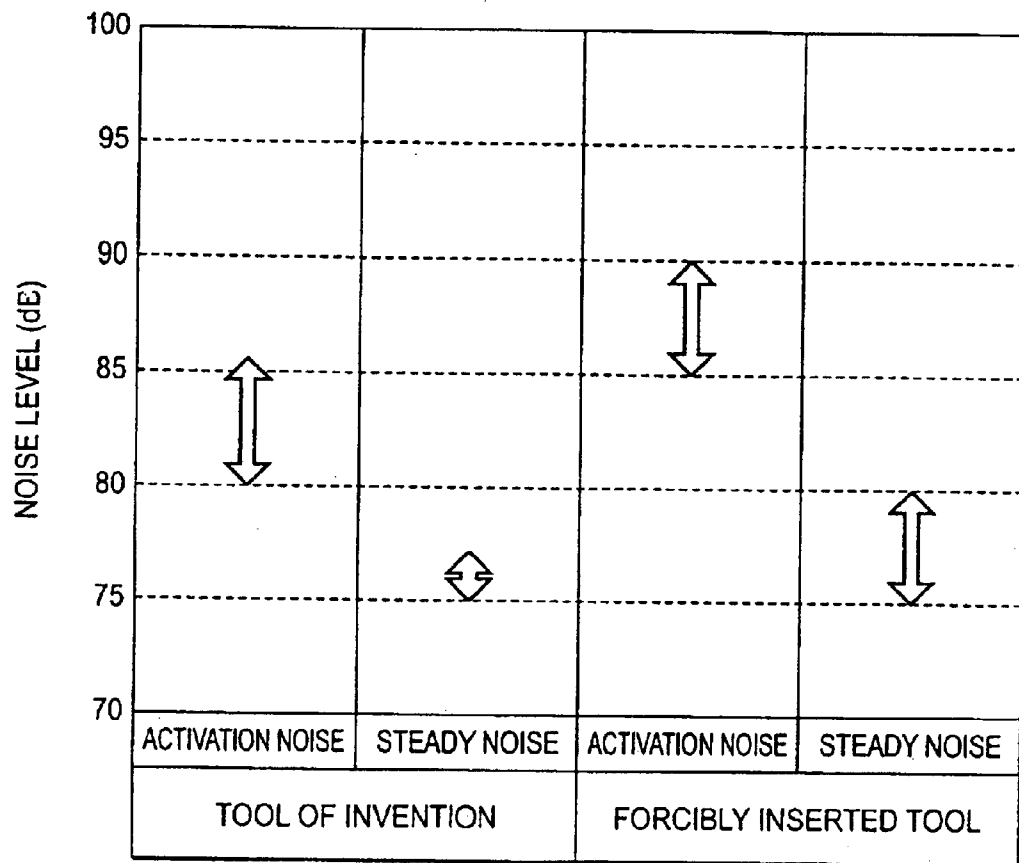 100
95
90
85
80
75
70
NOISE LEVEL (dB)
ACTIVATION NOISE STEADY NOISE ACTIVATION NOISE STEADY NOISE
TOOL OF INVENTION FORCIBLY INSERTED TOOL